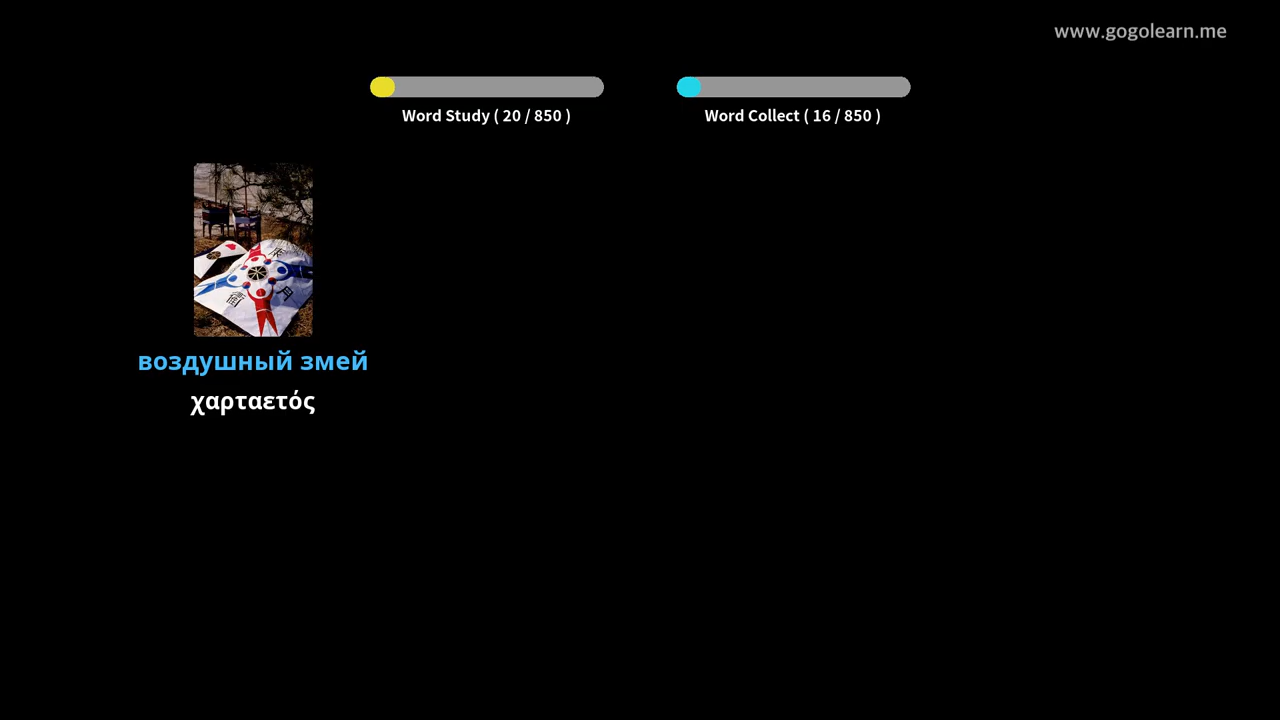 www.gogolearn.me
Word Study ( 20 / 850 )
Word Collect ( 16 / 850 )
воздушный змей
χαρταετός